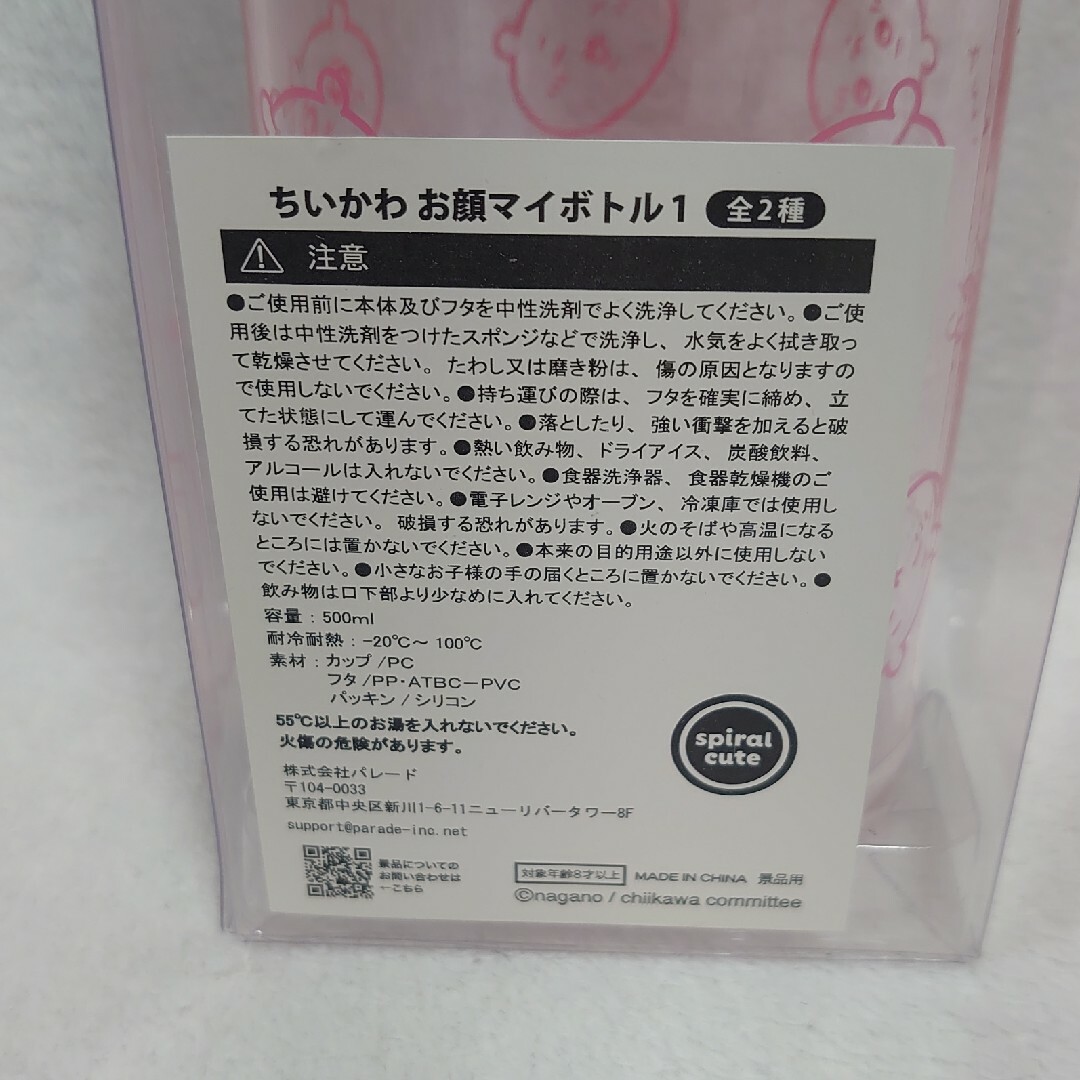 ちいかわ お顔マイボトル1 全2種
注意
●ご使用前に本体及びフタを中性洗剤でよく洗浄してください。●ご使
用後は中性洗剤をつけたスポンジなどで洗浄し、水気をよく拭き取っ
て乾燥させてください。たわし又は磨き粉は、傷の原因となりますの
で使用しないでください。●持ち運びの際は、フタを確実に締め、立
てた状態にして運んでください。●落としたり、強い衝撃を加えると破
損する恐れがあります。●熱い飲み物、ドライアイス、炭酸飲料、
アルコールは入れないでください。●食器洗浄器、食器乾燥機のご
使用は避けてください。●電子レンジやオーブン、冷凍庫では使用し
ないでください。破損する恐れがあります。●火のそばや高温になる
ところには置かないでください。●本来の目的用途以外に使用しない
でください。●小さなお子様の手の届くところに置かないでください。●
飲み物は口下部より少なめに入れてください。
容量:500ml
耐冷耐熱:-20℃～100℃
素材:カップ/PC
フタ/PP・ATBC－PVC
パッキン/シリコン
55℃以上のお湯を入れないでください。
火傷の危険があります。
spiral
cute
株式会社パレード
〒104-0033
東京都中央区新川1-6-11ニューリバータワー8F
support@parade-inc.net
景品についての
お問い合わせは
←こちら
対象年齢8才以上 MADE IN CHINA 景品用
©nagano / chiikawa committee